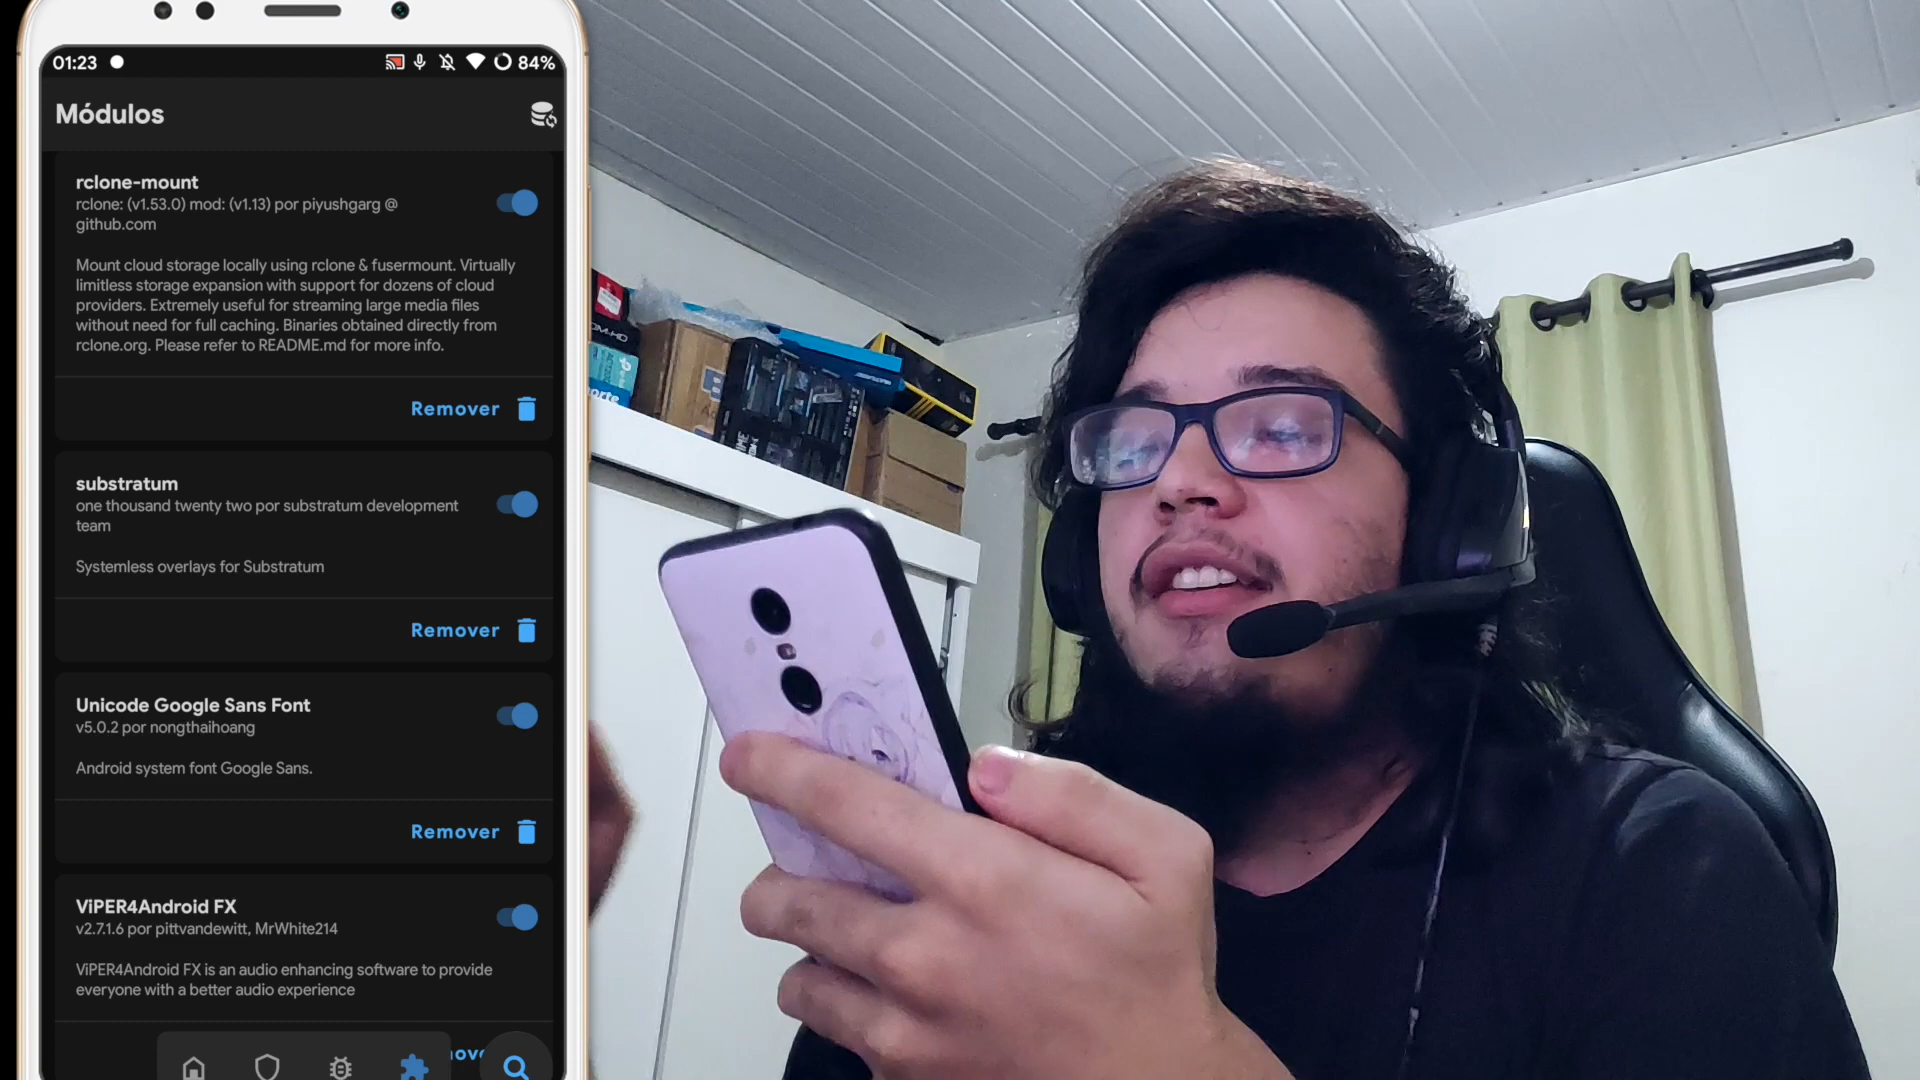 01:23
84%
Módulos
rclone-mount
rclone: (v1.53.0) mod: (v1.13) por piyushgarg @
github.com
Mount cloud storage locally using rclone & fusermount. Virtually
limitless storage expansion with support for dozens of cloud
providers. Extremely useful for streaming large media files
without need for full caching. Binaries obtained directly from
rclone.org. Please refer to README.md for more info.
Remover
substratum
one thousand twenty two por substratum development
team
Systemless overlays for Substratum
Remover
Unicode Google Sans Font
v5.0.2 por nongthaihoang
Android system font Google Sans.
Remover
ViPER4Android FX
v2.7.1.6 por pittvandewitt, MrWhite214
ViPER4Android FX is an audio enhancing software to provide
everyone with a better audio experience